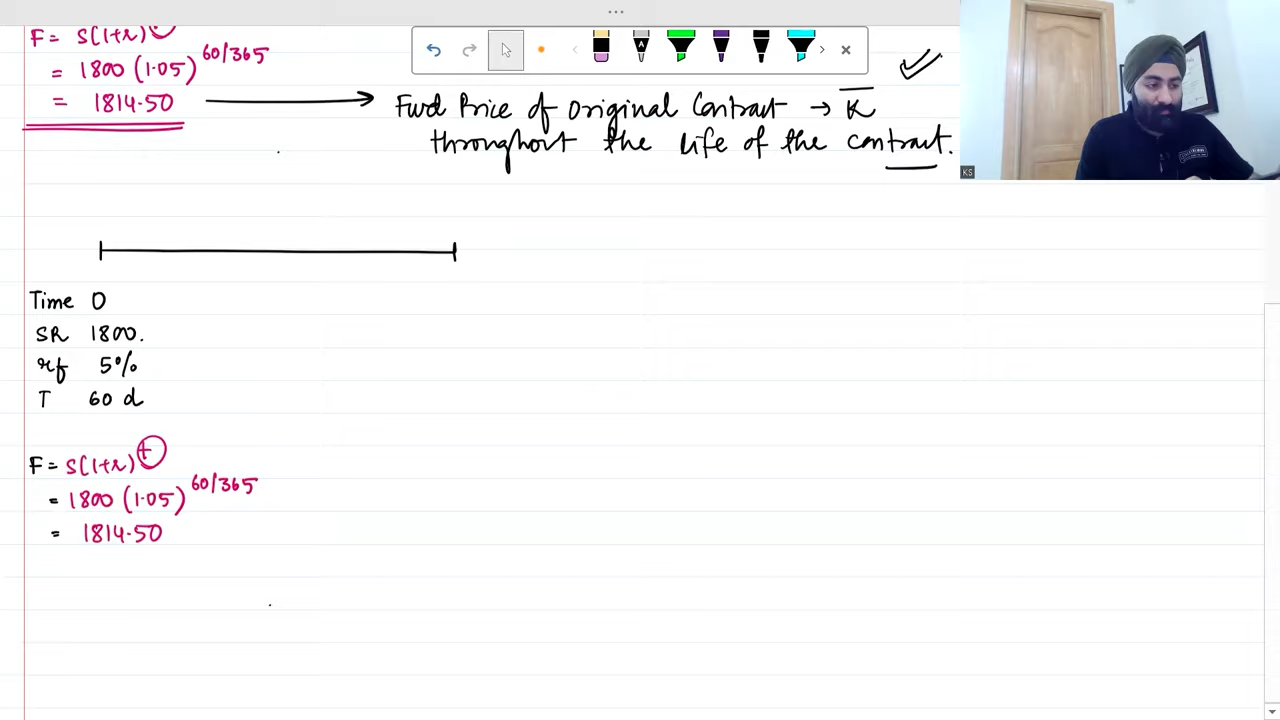 F = S(1+r)
= 1800 (1.05)^60/365
= 1814.50 → Fwd Price of Original Contract → K
throughout the life of the contract.
Time 0
SR 1800.
rf 5%
T 60 d
F = S(1+r)^t
= 1800 (1.05)^60/365
= 1814.50
KS